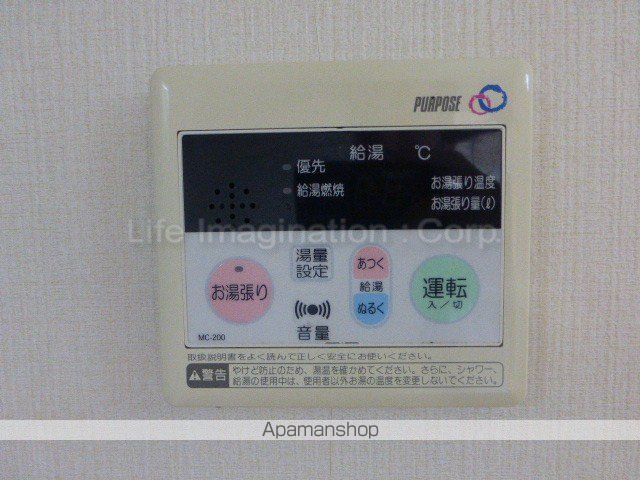 PURPOSE
給湯 ℃
優先
給湯燃焼
お湯張り温度
お湯張り量(ℓ)
Life Imagination . Corp.
お湯張り
湯量
設定
音量
あつく
給湯
ぬるく
運転
入/切
MC-200
取扱説明書をよく読んで正しく安全にお使いください。
警告
やけど防止のため、湯温を確かめてください。さらに、シャワー、
給湯の使用中は、使用者以外お湯の温度を変更しないでください。
Apamanshop